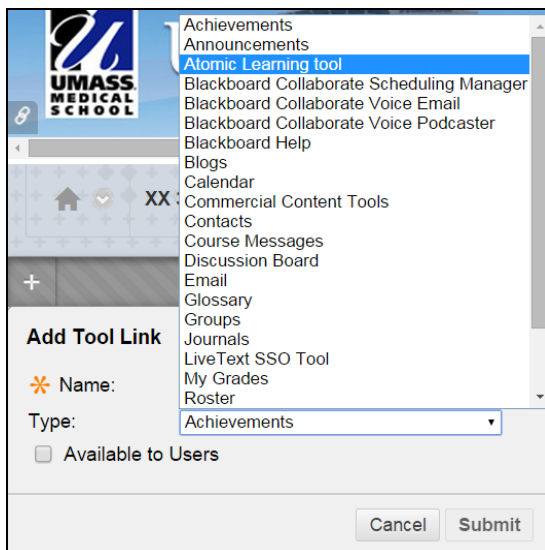 Achievements
Announcements
Atomic Learning tool
Blackboard Collaborate Scheduling Manager
Blackboard Collaborate Voice Email
Blackboard Collaborate Voice Podcaster
Blackboard Help
Blogs
Calendar
Commercial Content Tools
Contacts
Course Messages
Discussion Board
Email
Glossary
Groups
Journals
LiveText SSO Tool
My Grades
Roster
UMASS
MEDICAL
SCHOOL
U
XX
+
Add Tool Link
Name:
Type: Achievements
Available to Users
Cancel Submit